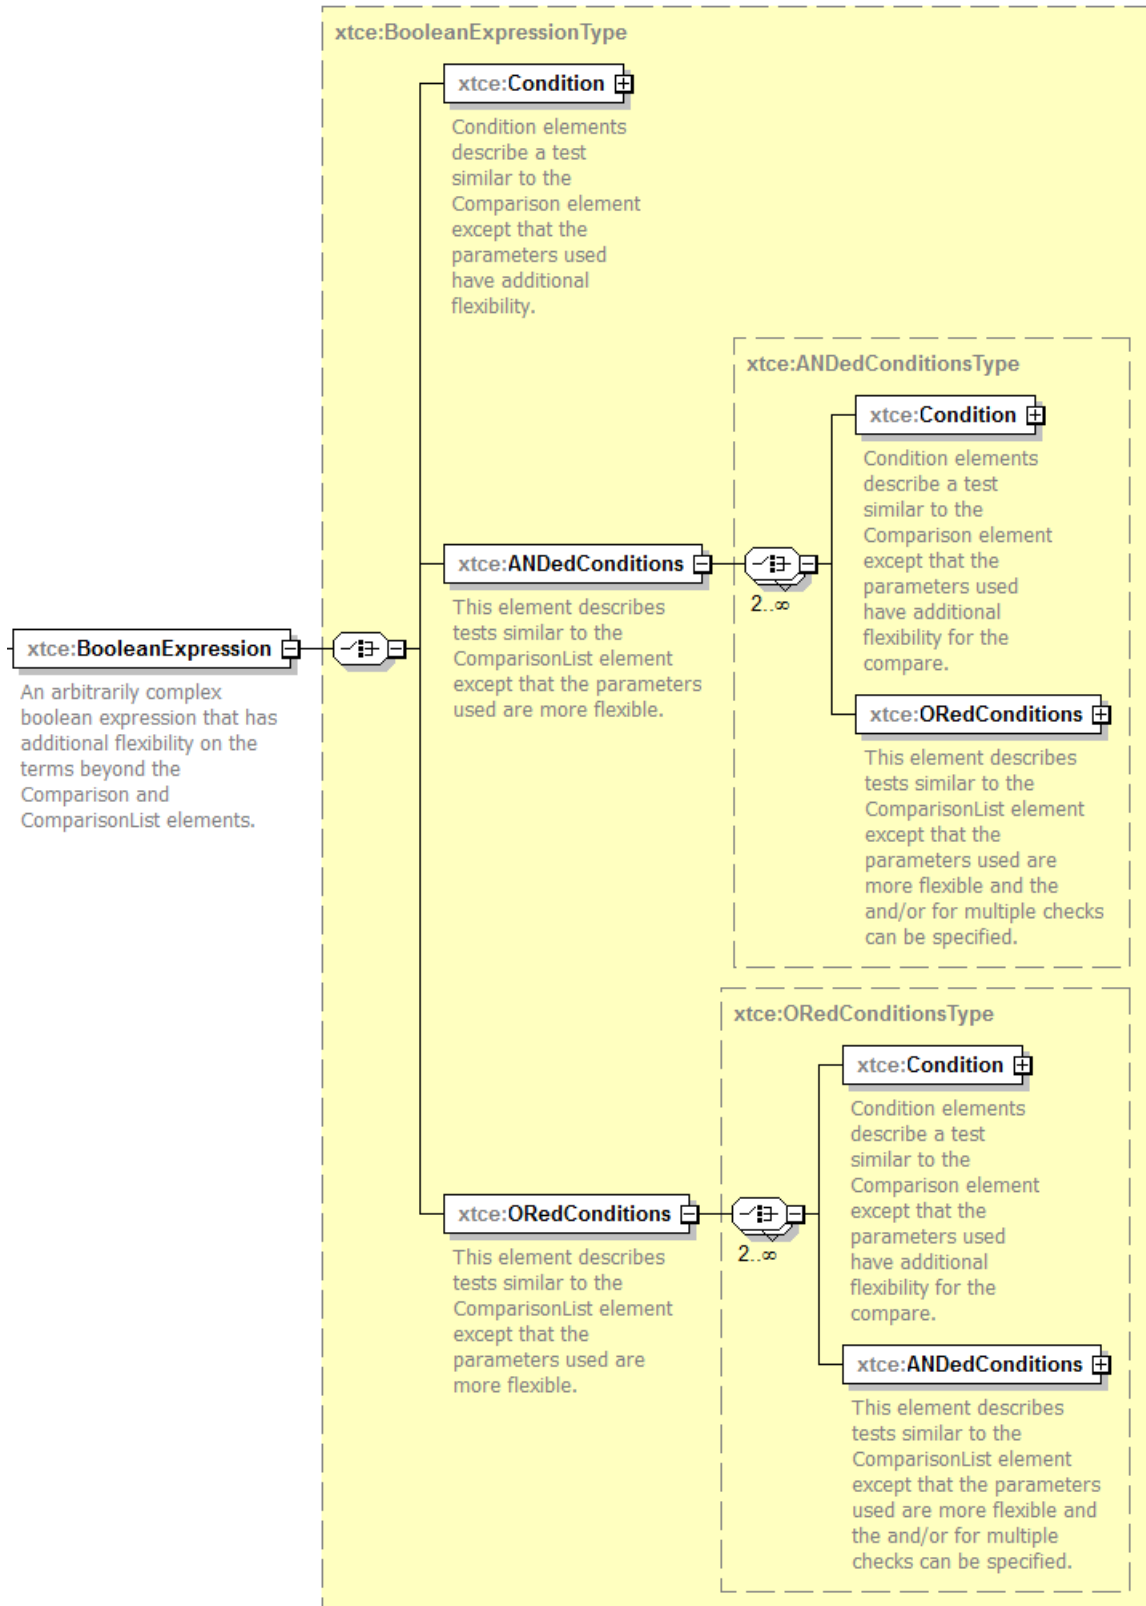 xtce:BooleanExpressionType
xtce:Condition
Condition elements
describe a test
similar to the
Comparison element
except that the
parameters used
have additional
flexibility.
xtce:ANDedConditionsType
xtce:Condition
Condition elements
describe a test
similar to the
Comparison element
except that the
parameters used
have additional
flexibility for the
compare.
xtce:ANDedConditions
This element describes
tests similar to the
ComparisonList element
except that the parameters
used are more flexible.
2..∞
xtce:ORedConditions
This element describes
tests similar to the
ComparisonList element
except that the
parameters used are
more flexible and the
and/or for multiple checks
can be specified.
xtce:BooleanExpression
An arbitrarily complex
boolean expression that has
additional flexibility on the
terms beyond the
Comparison and
ComparisonList elements.
xtce:ORedConditionsType
xtce:Condition
Condition elements
describe a test
similar to the
Comparison element
except that the
parameters used
have additional
flexibility for the
compare.
xtce:ORedConditions
This element describes
tests similar to the
ComparisonList element
except that the
parameters used are
more flexible.
2..∞
xtce:ANDedConditions
This element describes
tests similar to the
ComparisonList element
except that the parameters
used are more flexible and
the and/or for multiple
checks can be specified.